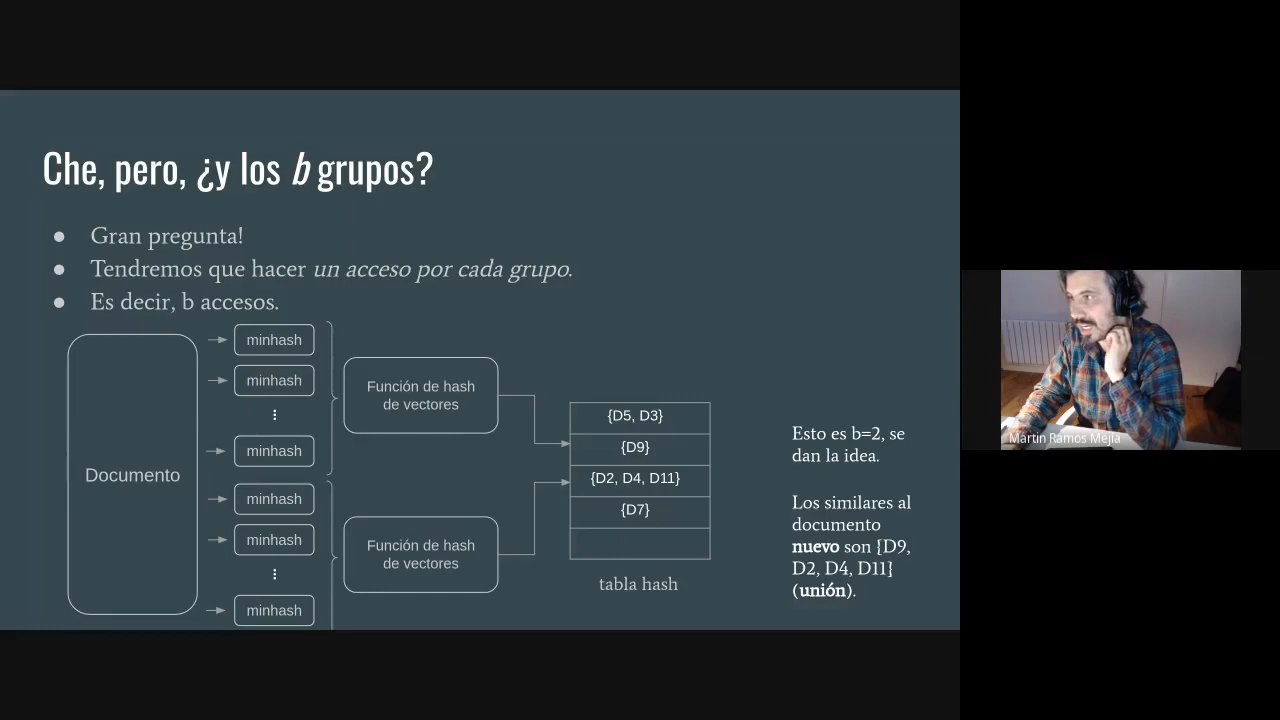 Che, pero, ¿y los b grupos?
● Gran pregunta!
● Tendremos que hacer un acceso por cada grupo.
● Es decir, b accesos.
Documento
minhash
minhash
⋮
minhash
minhash
minhash
⋮
minhash
Función de hash
de vectores
Función de hash
de vectores
{D5, D3}
{D9}
{D2, D4, D11}
{D7}
tabla hash
Esto es b=2, se
dan la idea.
Los similares al
documento
nuevo son {D9,
D2, D4, D11}
(unión).
Martin Ramos Mejía